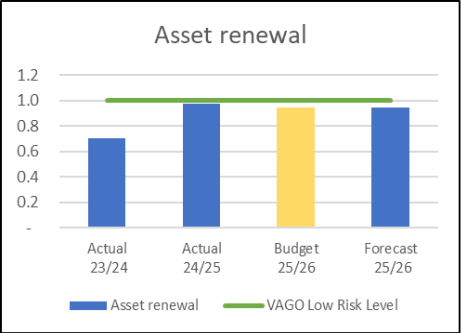 Asset renewal
1.2
1.0
0.8
0.6
0.4
0.2
-
Actual Actual Budget Forecast
23/24 24/25 25/26 25/26
Asset renewal VAGO Low Risk Level